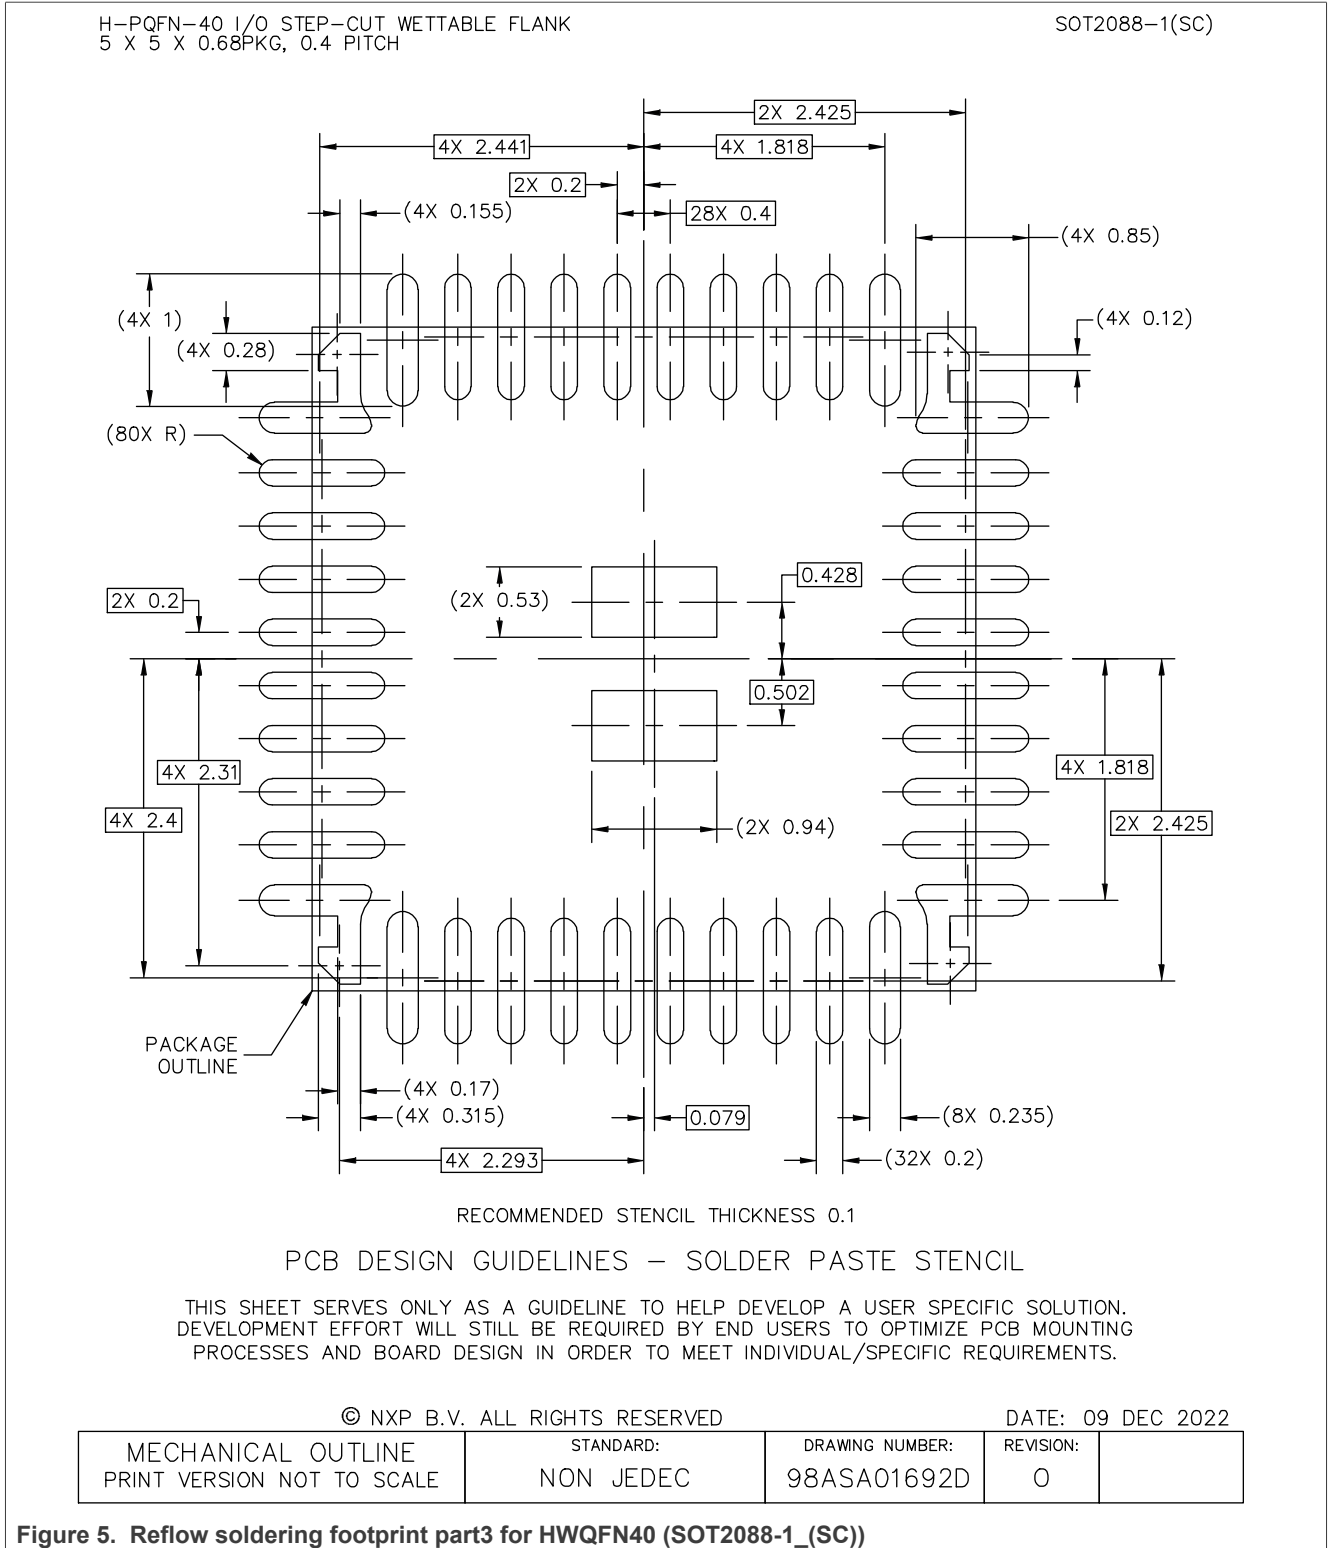 H-PQFN-40 I/O STEP-CUT WETTABLE FLANK
5 X 5 X 0.68PKG, 0.4 PITCH
SOT2088-1(SC)
2X 2.425
4X 2.441
4X 1.818
2X 0.2
(4X 0.155)
28X 0.4
(4X 0.85)
(4X 1)
(4X 0.12)
(4X 0.28)
(80X R)
0.428
(2X 0.53)
2X 0.2
0.502
4X 2.31
4X 1.818
4X 2.4
(2X 0.94)
2X 2.425
PACKAGE
OUTLINE
(4X 0.17)
(4X 0.315)
0.079
(8X 0.235)
4X 2.293
(32X 0.2)
RECOMMENDED STENCIL THICKNESS 0.1
PCB DESIGN GUIDELINES – SOLDER PASTE STENCIL
THIS SHEET SERVES ONLY AS A GUIDELINE TO HELP DEVELOP A USER SPECIFIC SOLUTION.
DEVELOPMENT EFFORT WILL STILL BE REQUIRED BY END USERS TO OPTIMIZE PCB MOUNTING
PROCESSES AND BOARD DESIGN IN ORDER TO MEET INDIVIDUAL/SPECIFIC REQUIREMENTS.
© NXP B.V. ALL RIGHTS RESERVED
DATE: 09 DEC 2022
MECHANICAL OUTLINE
PRINT VERSION NOT TO SCALE
STANDARD:
NON JEDEC
DRAWING NUMBER:
98ASA01692D
REVISION:
O
Figure 5. Reflow soldering footprint part3 for HWQFN40 (SOT2088-1_(SC))